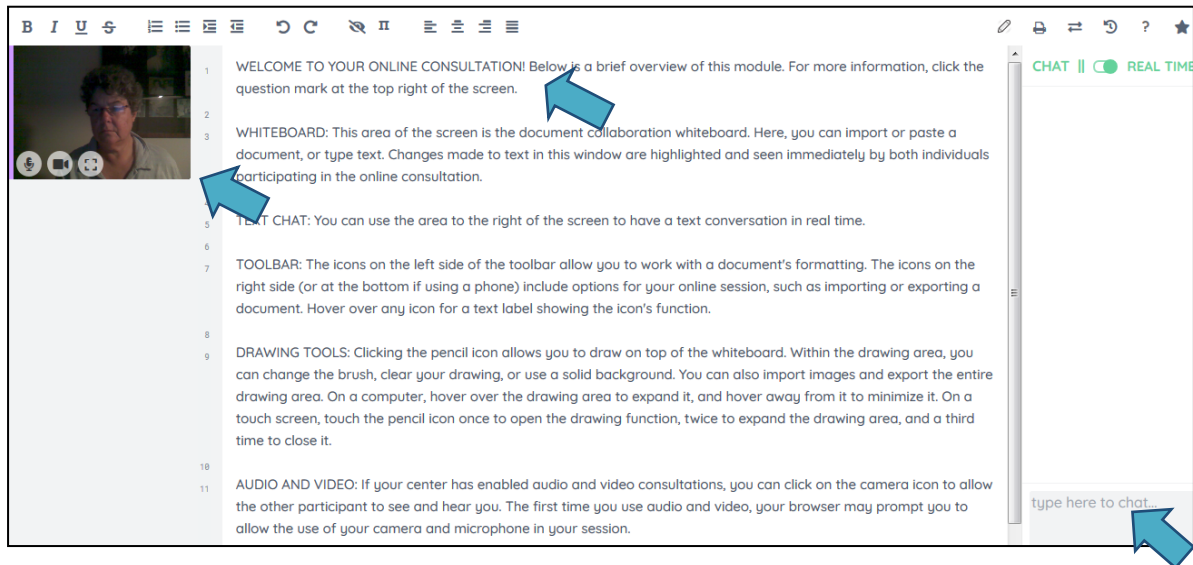 B I U S π ?
CHAT || REAL TIME
1 WELCOME TO YOUR ONLINE CONSULTATION! Below is a brief overview of this module. For more information, click the
question mark at the top right of the screen.
2
3 WHITEBOARD: This area of the screen is the document collaboration whiteboard. Here, you can import or paste a
document, or type text. Changes made to text in this window are highlighted and seen immediately by both individuals
participating in the online consultation.
4
5 TEXT CHAT: You can use the area to the right of the screen to have a text conversation in real time.
6
7 TOOLBAR: The icons on the left side of the toolbar allow you to work with a document's formatting. The icons on the
right side (or at the bottom if using a phone) include options for your online session, such as importing or exporting a
document. Hover over any icon for a text label showing the icon's function.
8
9 DRAWING TOOLS: Clicking the pencil icon allows you to draw on top of the whiteboard. Within the drawing area, you
can change the brush, clear your drawing, or use a solid background. You can also import images and export the entire
drawing area. On a computer, hover over the drawing area to expand it, and hover away from it to minimize it. On a
touch screen, touch the pencil icon once to open the drawing function, twice to expand the drawing area, and a third
time to close it.
10
11 AUDIO AND VIDEO: If your center has enabled audio and video consultations, you can click on the camera icon to allow
the other participant to see and hear you. The first time you use audio and video, your browser may prompt you to
allow the use of your camera and microphone in your session.
type here to chat...